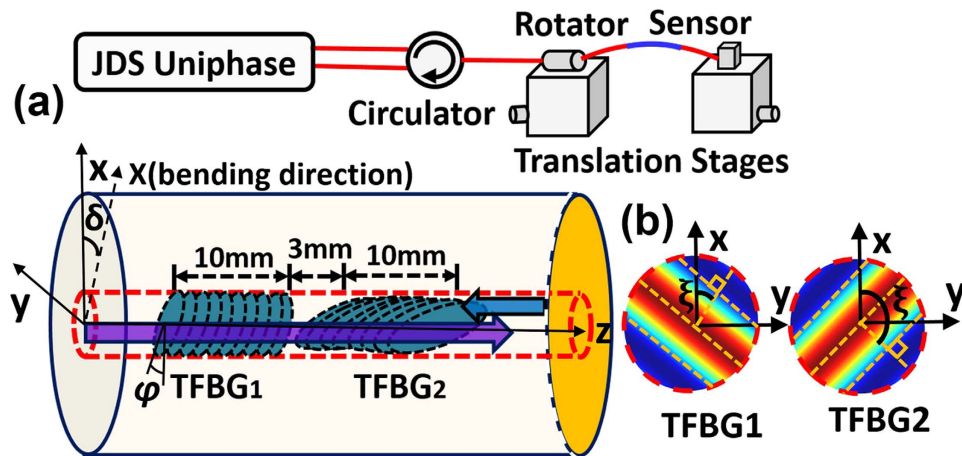 Rotator Sensor
JDS Uniphase
Circulator
Translation Stages
(a)
x
X(bending direction)
δ
10mm 3mm 10mm
y
z
φ
TFBG1 TFBG2
(b)
x x
ξ y ξ y
TFBG1 TFBG2